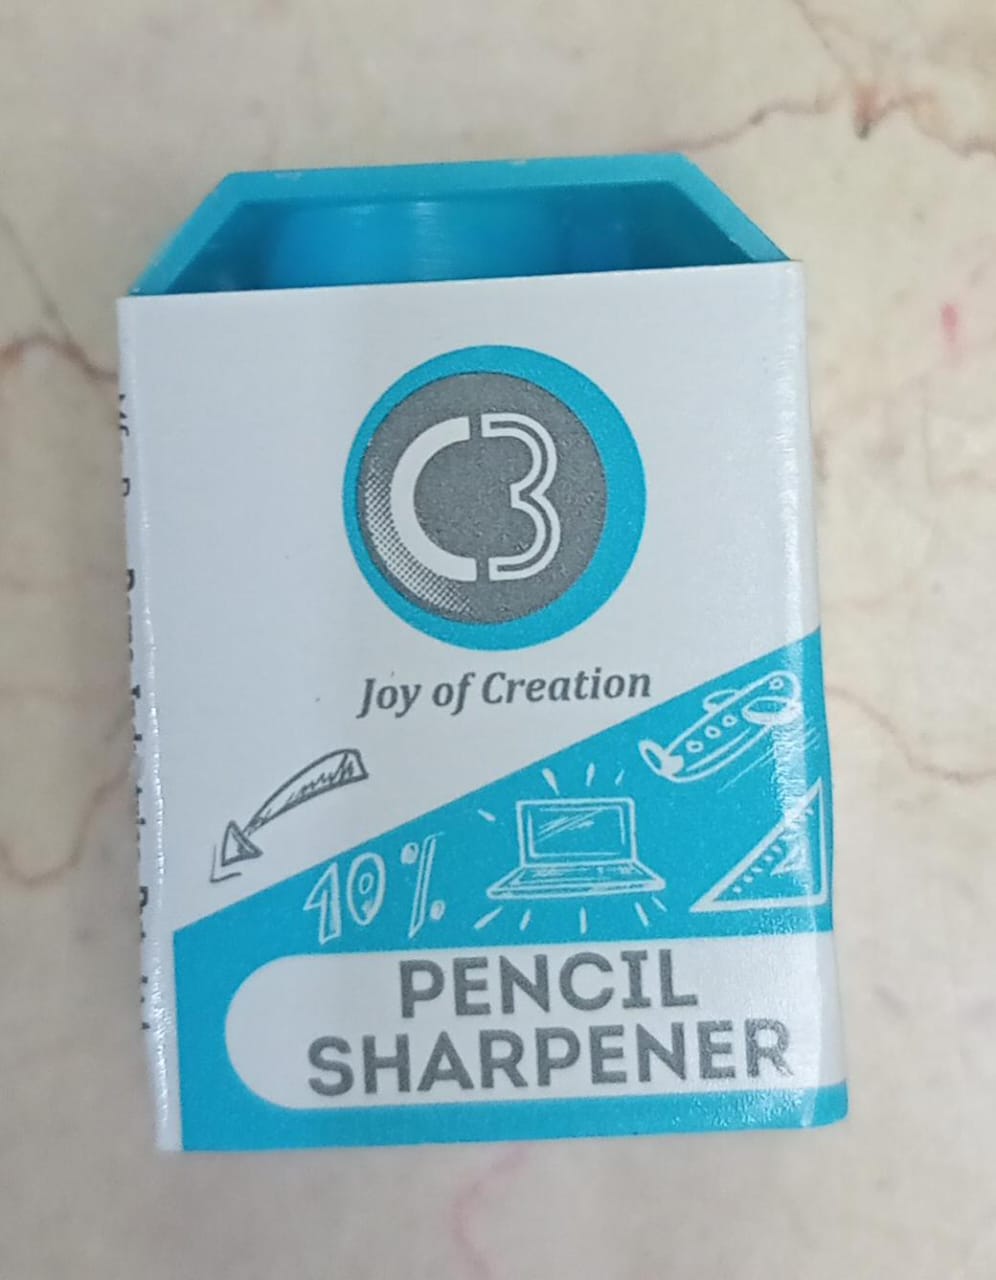 C3
Joy of Creation
10%
PENCIL
SHARPENER